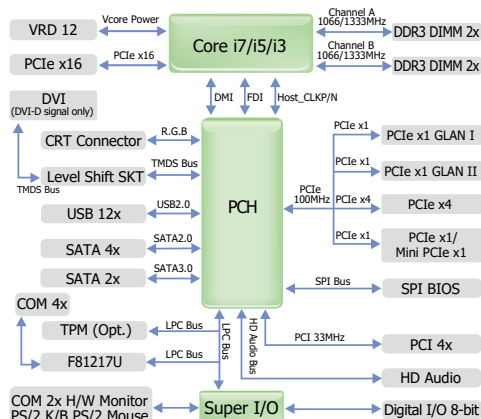 VRD 12
Vcore Power
Core i7/i5/i3
Channel A
1066/1333MHz
DDR3 DIMM 2x
PCIe x16
PCIe x16
Channel B
1066/1333MHz
DDR3 DIMM 2x
DMI
FDI
Host_CLKP/N
DVI
(DVI-D signal only)
CRT Connector
R.G.B
Level Shift SKT
TMDS Bus
TMDS Bus
USB 12x
USB2.0
SATA 4x
SATA2.0
SATA 2x
SATA3.0
PCH
PCIe
100MHz
PCIe x1
PCIe x1 GLAN I
PCIe x1
PCIe x1 GLAN II
PCIe x4
PCIe x4
PCIe x1
PCIe x1/
Mini PCIe x1
SPI Bus
SPI BIOS
COM 4x
TPM (Opt.)
LPC Bus
F81217U
LPC Bus
LPC Bus
HD Audio Bus
PCI 33MHz
PCI 4x
HD Audio
COM 2x H/W Monitor
PS/2 K/B PS/2 Mouse
Super I/O
Digital I/O 8-bit